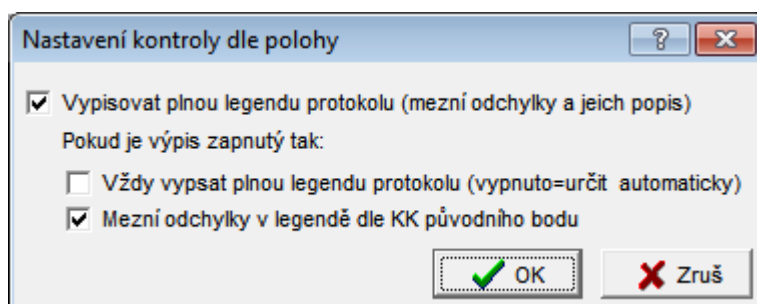 Nastavení kontroly dle polohy
Vypisovat plnou legendu protokolu (mezní odchylky a jeich popis)
Pokud je výpis zapnutý tak:
Vždy vypsat plnou legendu protokolu (vypnuto=určit automaticky)
Mezní odchylky v legendě dle KK původního bodu
OK
Zruš